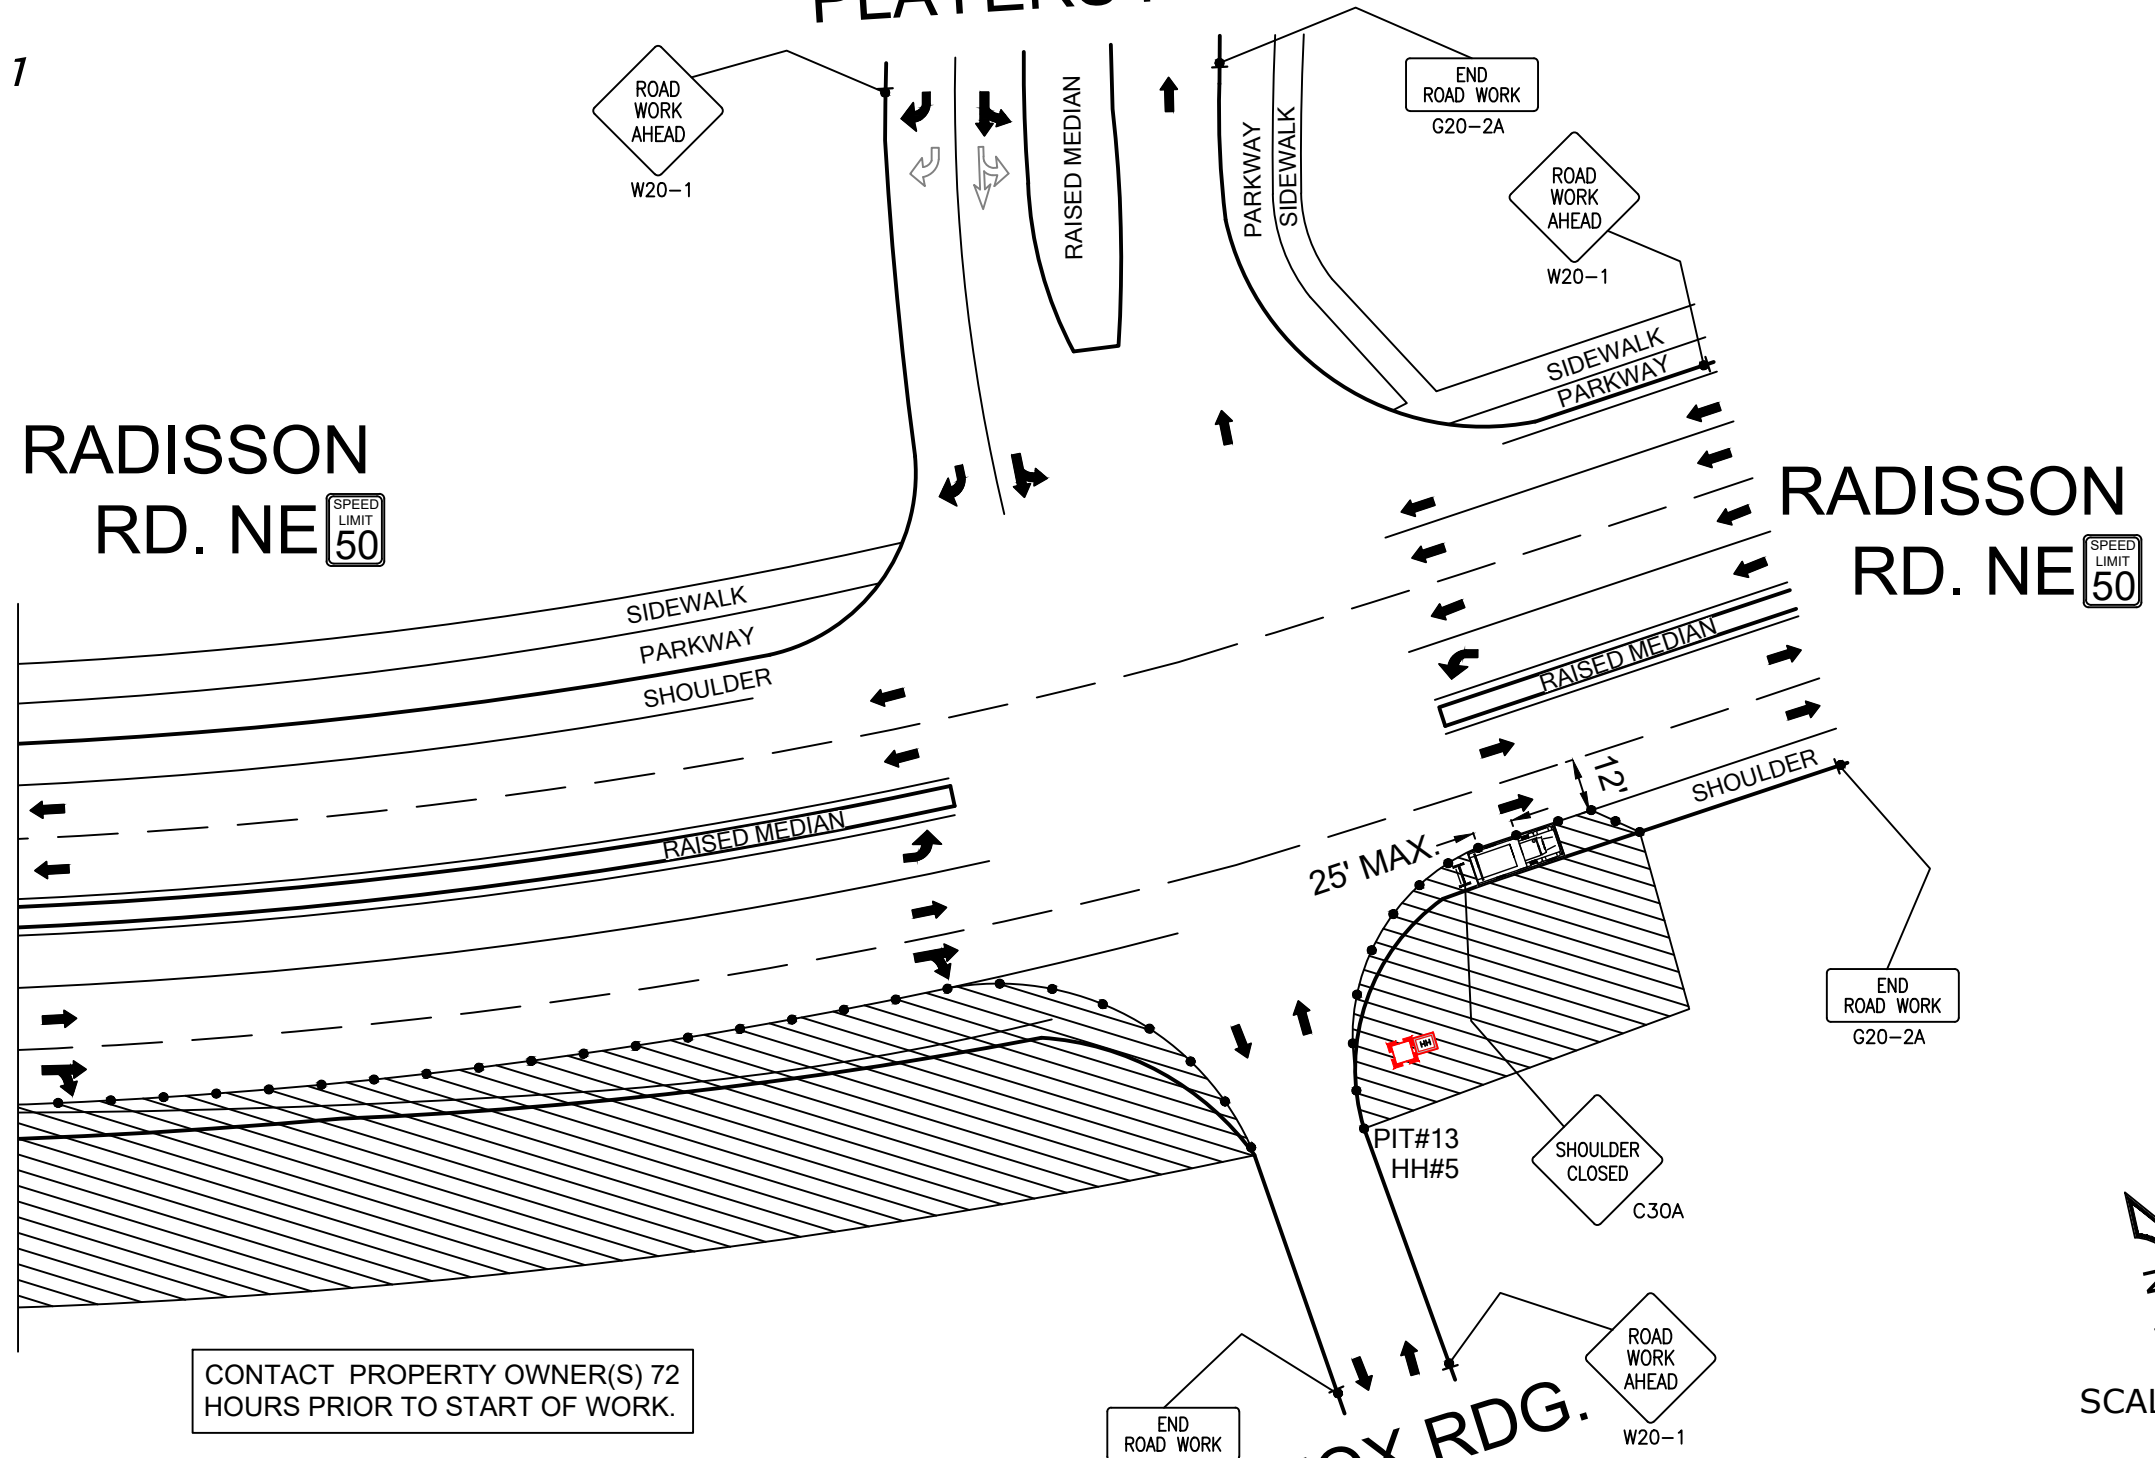 1
ROAD
WORK
AHEAD
W20-1
RAISED MEDIAN
PARKWAY
SIDEWALK
END
ROAD WORK
G20-2A
ROAD
WORK
AHEAD
W20-1
SIDEWALK
PARKWAY
RADISSON
RD. NE
SPEED
LIMIT
50
RADISSON
RD. NE
SPEED
LIMIT
50
SIDEWALK
PARKWAY
SHOULDER
RAISED MEDIAN
RAISED MEDIAN
12'
SHOULDER
25' MAX.
END
ROAD WORK
G20-2A
HH
PIT#13
HH#5
SHOULDER
CLOSED
C30A
CONTACT PROPERTY OWNER(S) 72
HOURS PRIOR TO START OF WORK.
END
ROAD WORK
RDG.
ROAD
WORK
AHEAD
W20-1